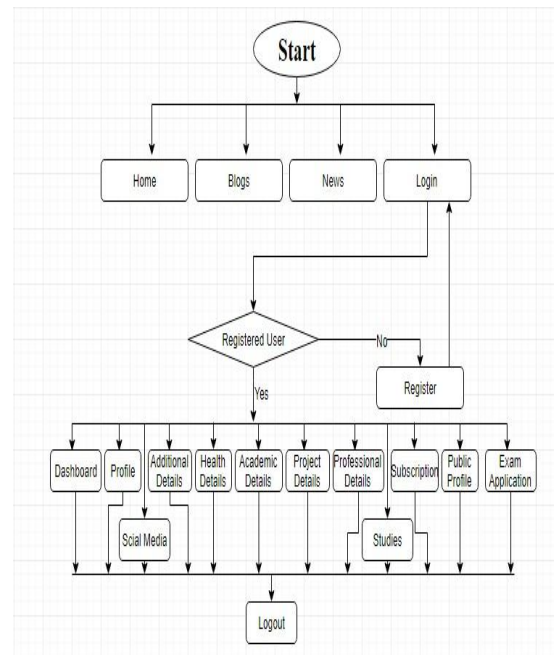 Start
Home
Blogs
News
Login
Registered User
No
Register
Yes
Dashboard
Profile
Additional
Details
Health
Details
Academic
Details
Project
Details
Professional
Details
Subscription
Public
Profile
Exam
Application
Scial Media
Studies
Logout